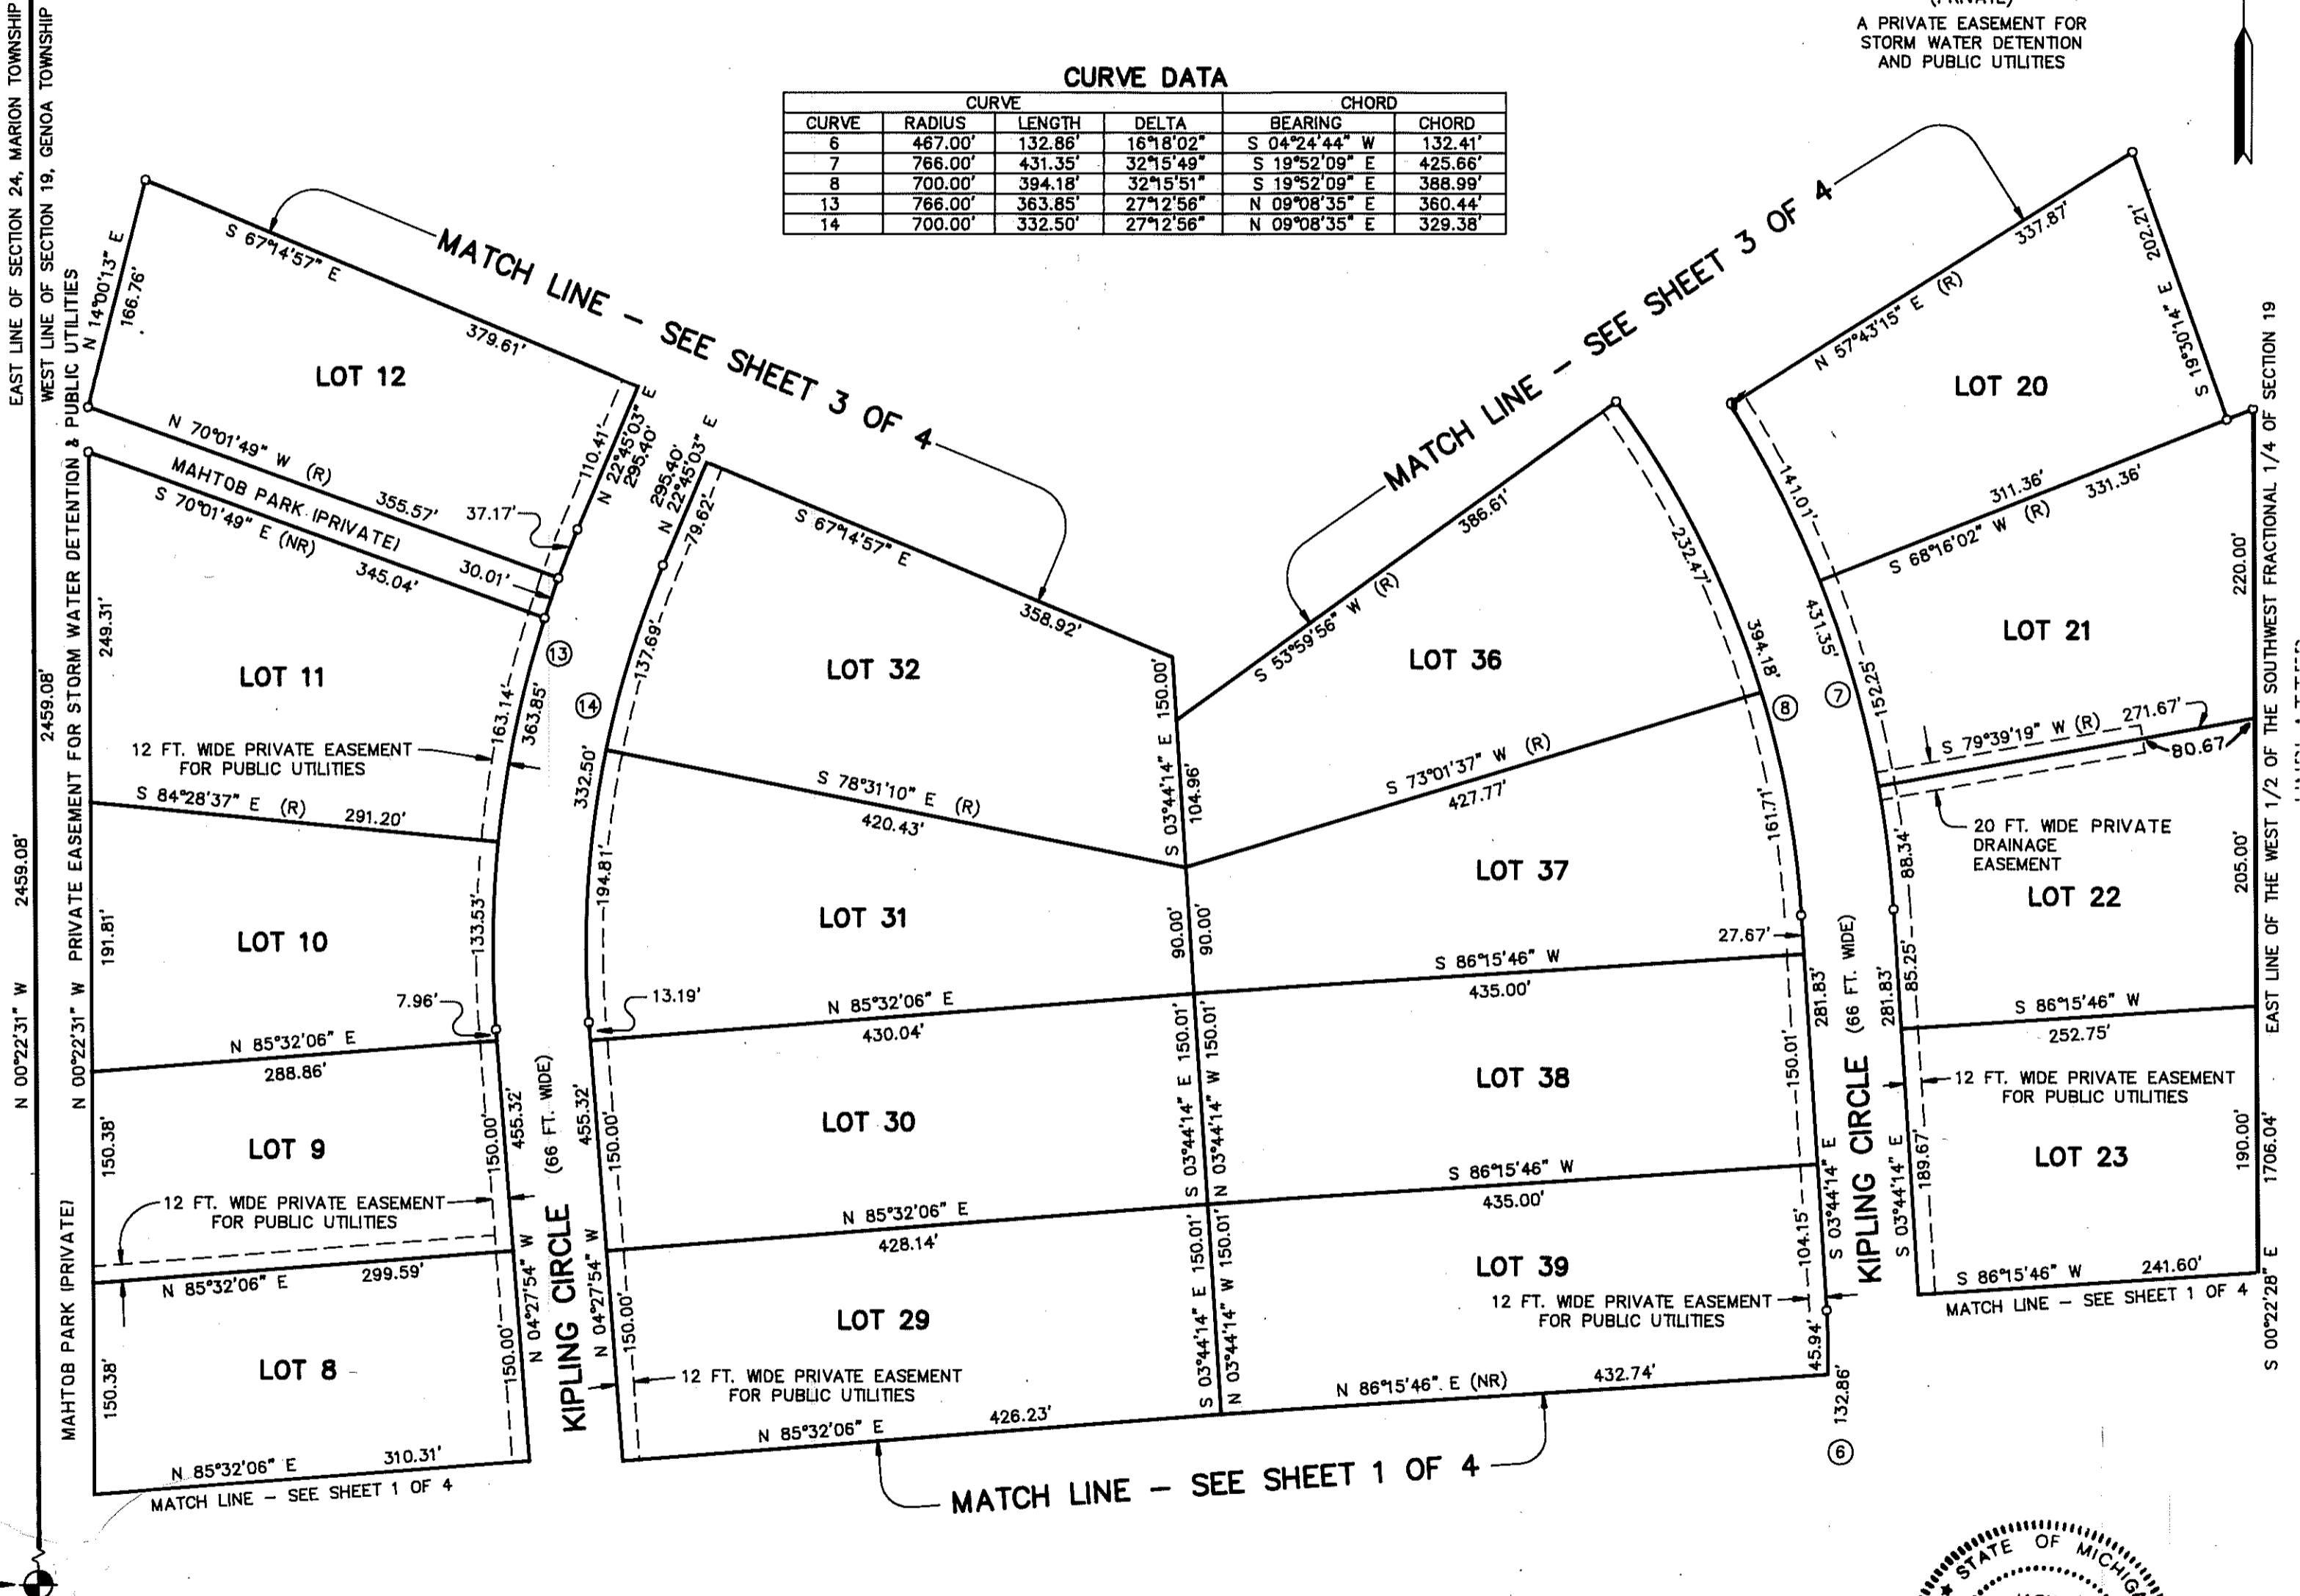 EAST LINE OF SECTION 24, MARION TOWNSHIP
WEST LINE OF SECTION 19, GENOA TOWNSHIP
N 00°22'31" W 2459.08' 2459.08'
N 00°22'31" W PRIVATE EASEMENT FOR STORM WATER DETENTION & PUBLIC UTILITIES
MAHTOB PARK (PRIVATE)
A PRIVATE EASEMENT FOR
STORM WATER DETENTION
AND PUBLIC UTILITIES
CURVE DATA
CURVE CHORD
CURVE RADIUS LENGTH DELTA BEARING CHORD
6 467.00' 132.86' 16°18'02" S 04°24'44" W 132.41'
7 766.00' 431.35' 32°15'49" S 19°52'09" E 425.66'
8 700.00' 394.18' 32°15'51" S 19°52'09" E 388.99'
13 766.00' 363.85' 27°12'56" N 09°08'35" E 360.44'
14 700.00' 332.50' 27°12'56" N 09°08'35" E 329.38'
MATCH LINE – SEE SHEET 3 OF 4
MATCH LINE – SEE SHEET 3 OF 4
N 14°00'13" E
166.76'
S 67°14'57" E
379.61'
LOT 12
110.41'
N 22°45'03" E
295.40'
N 70°01'49" W (R)
355.57'
37.17'
MAHTOB PARK (PRIVATE)
S 70°01'49" E (NR)
345.04'
30.01'
249.31'
LOT 11
13
163.14'
363.85'
12 FT. WIDE PRIVATE EASEMENT
FOR PUBLIC UTILITIES
S 84°28'37" E (R) 291.20'
191.81'
LOT 10
133.53'
7.96'
N 85°32'06" E
288.86'
150.38'
LOT 9
150.00'
455.32'
12 FT. WIDE PRIVATE EASEMENT
FOR PUBLIC UTILITIES
N 85°32'06" E 299.59'
150.38'
LOT 8
150.00'
N 04°27'54" W
N 85°32'06" E 310.31'
MATCH LINE – SEE SHEET 1 OF 4
KIPLING CIRCLE (66 FT. WIDE)
295.40'
N 22°45'03" E
79.62'
S 67°14'57" E
358.92'
137.69'
LOT 32
14
332.50'
S 78°31'10" E (R)
420.43'
S 03°44'14" E 150.00'
104.96'
194.81'
LOT 31
90.00'
90.00'
13.19'
N 85°32'06" E
430.04'
455.32'
150.00'
LOT 30
S 03°44'14" E 150.01'
N 03°44'14" W 150.01'
N 85°32'06" E
428.14'
N 04°27'54" W
150.00'
LOT 29
12 FT. WIDE PRIVATE EASEMENT
FOR PUBLIC UTILITIES
S 03°44'14" E 150.01'
N 03°44'14" W 150.01'
N 85°32'06" E 426.23'
MATCH LINE – SEE SHEET 1 OF 4
386.61'
S 53°59'56" W (R)
LOT 36
232.47'
394.18'
8
S 73°01'37" W (R)
427.77'
161.71'
LOT 37
27.67'
S 86°15'46" W
435.00'
281.83'
LOT 38
150.01'
S 86°15'46" W
435.00'
S 03°44'14" E
LOT 39
104.15'
12 FT. WIDE PRIVATE EASEMENT
FOR PUBLIC UTILITIES
45.94'
N 86°15'46" E (NR) 432.74'
132.86'
6
KIPLING CIRCLE (66 FT. WIDE)
337.87'
N 57°43'15" E (R)
S 19°30'14" E 202.21'
LOT 20
141.01'
311.36'
331.36'
S 68°16'02" W (R)
431.35'
220.00'
LOT 21
7
152.25'
S 79°39'19" W (R) 271.67'
80.67
20 FT. WIDE PRIVATE
DRAINAGE
EASEMENT
88.34'
205.00'
LOT 22
281.83'
85.25'
S 86°15'46" W
252.75'
12 FT. WIDE PRIVATE EASEMENT
FOR PUBLIC UTILITIES
S 03°44'14" E
189.67'
LOT 23
190.00'
S 86°15'46" W 241.60'
MATCH LINE – SEE SHEET 1 OF 4
S 00°22'28" E 1706.04' EAST LINE OF THE WEST 1/2 OF THE SOUTHWEST FRACTIONAL 1/4 OF SECTION 19
STATE OF MICHIG